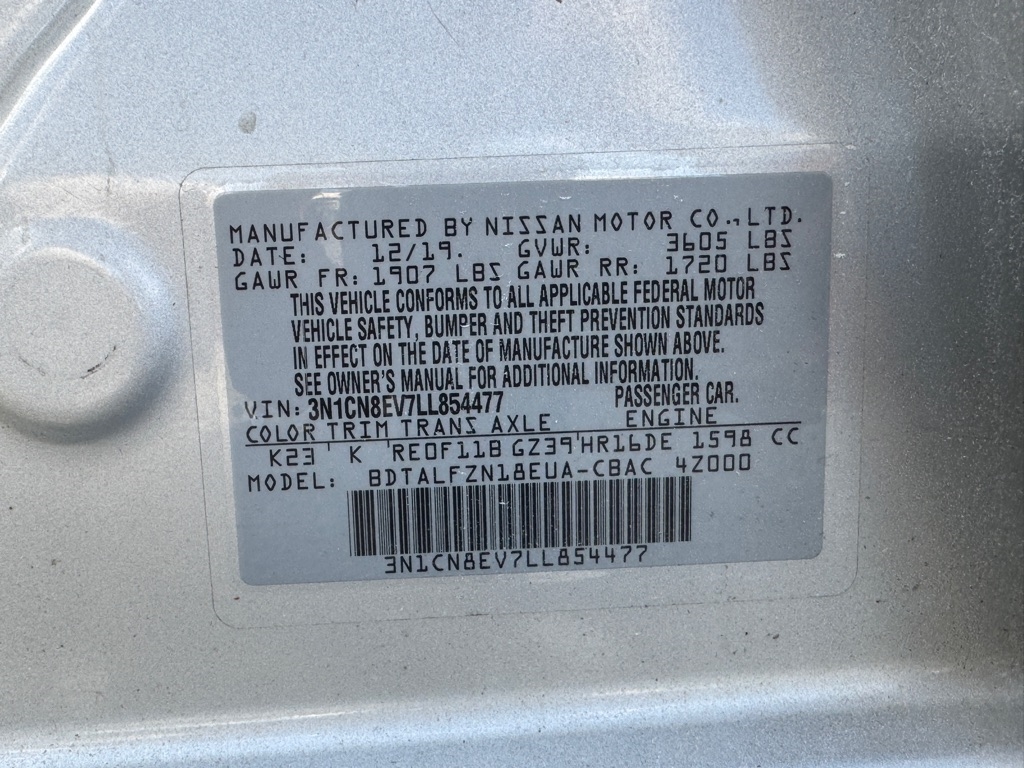 MANUFACTURED BY NISSAN MOTOR CO., LTD.
DATE: 12/19. GVWR: 3605 LBS
GAWR FR: 1907 LBS GAWR RR: 1720 LBS
THIS VEHICLE CONFORMS TO ALL APPLICABLE FEDERAL MOTOR
VEHICLE SAFETY, BUMPER AND THEFT PREVENTION STANDARDS
IN EFFECT ON THE DATE OF MANUFACTURE SHOWN ABOVE.
SEE OWNER'S MANUAL FOR ADDITIONAL INFORMATION.
VIN: 3N1CN8EV7LL854477 PASSENGER CAR.
COLOR TRIM TRANS AXLE ENGINE
K23 K RE0F11B GZ39 HR16DE 1598 CC
MODEL: BDTALFZN18EUA-CBAC 4Z000
3N1CN8EV7LL854477